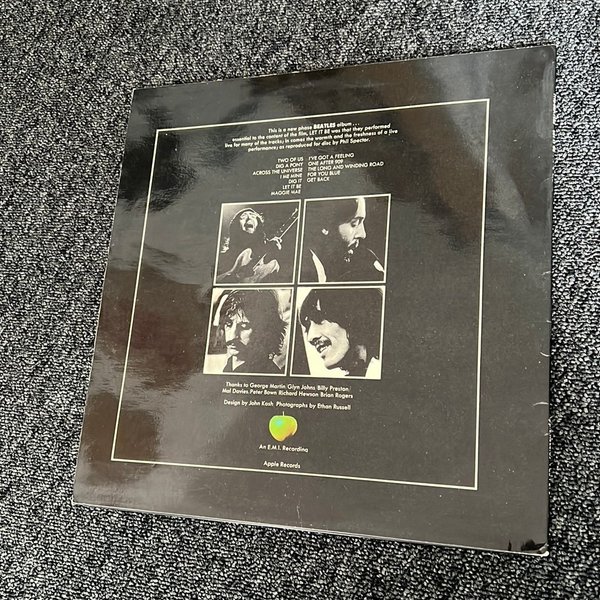 This is a new phase BEATLES album . . .
essential to the content of the film, LET IT BE was that they performed
live for many of the tracks; in comes the warmth and the freshness of a live
performance; as reproduced for disc by Phil Spector.
TWO OF US I'VE GOT A FEELING
DIG A PONY ONE AFTER 909
ACROSS THE UNIVERSE THE LONG AND WINDING ROAD
I ME MINE FOR YOU BLUE
DIG IT GET BACK
LET IT BE
MAGGIE MAE
Thanks to George Martin/Glyn Johns/Billy Preston/
Mal Davies/Peter Bown/Richard Hewson/Brian Rogers
Design by John Kosh Photographs by Ethan Russell
An E.M.I. Recording
Apple Records